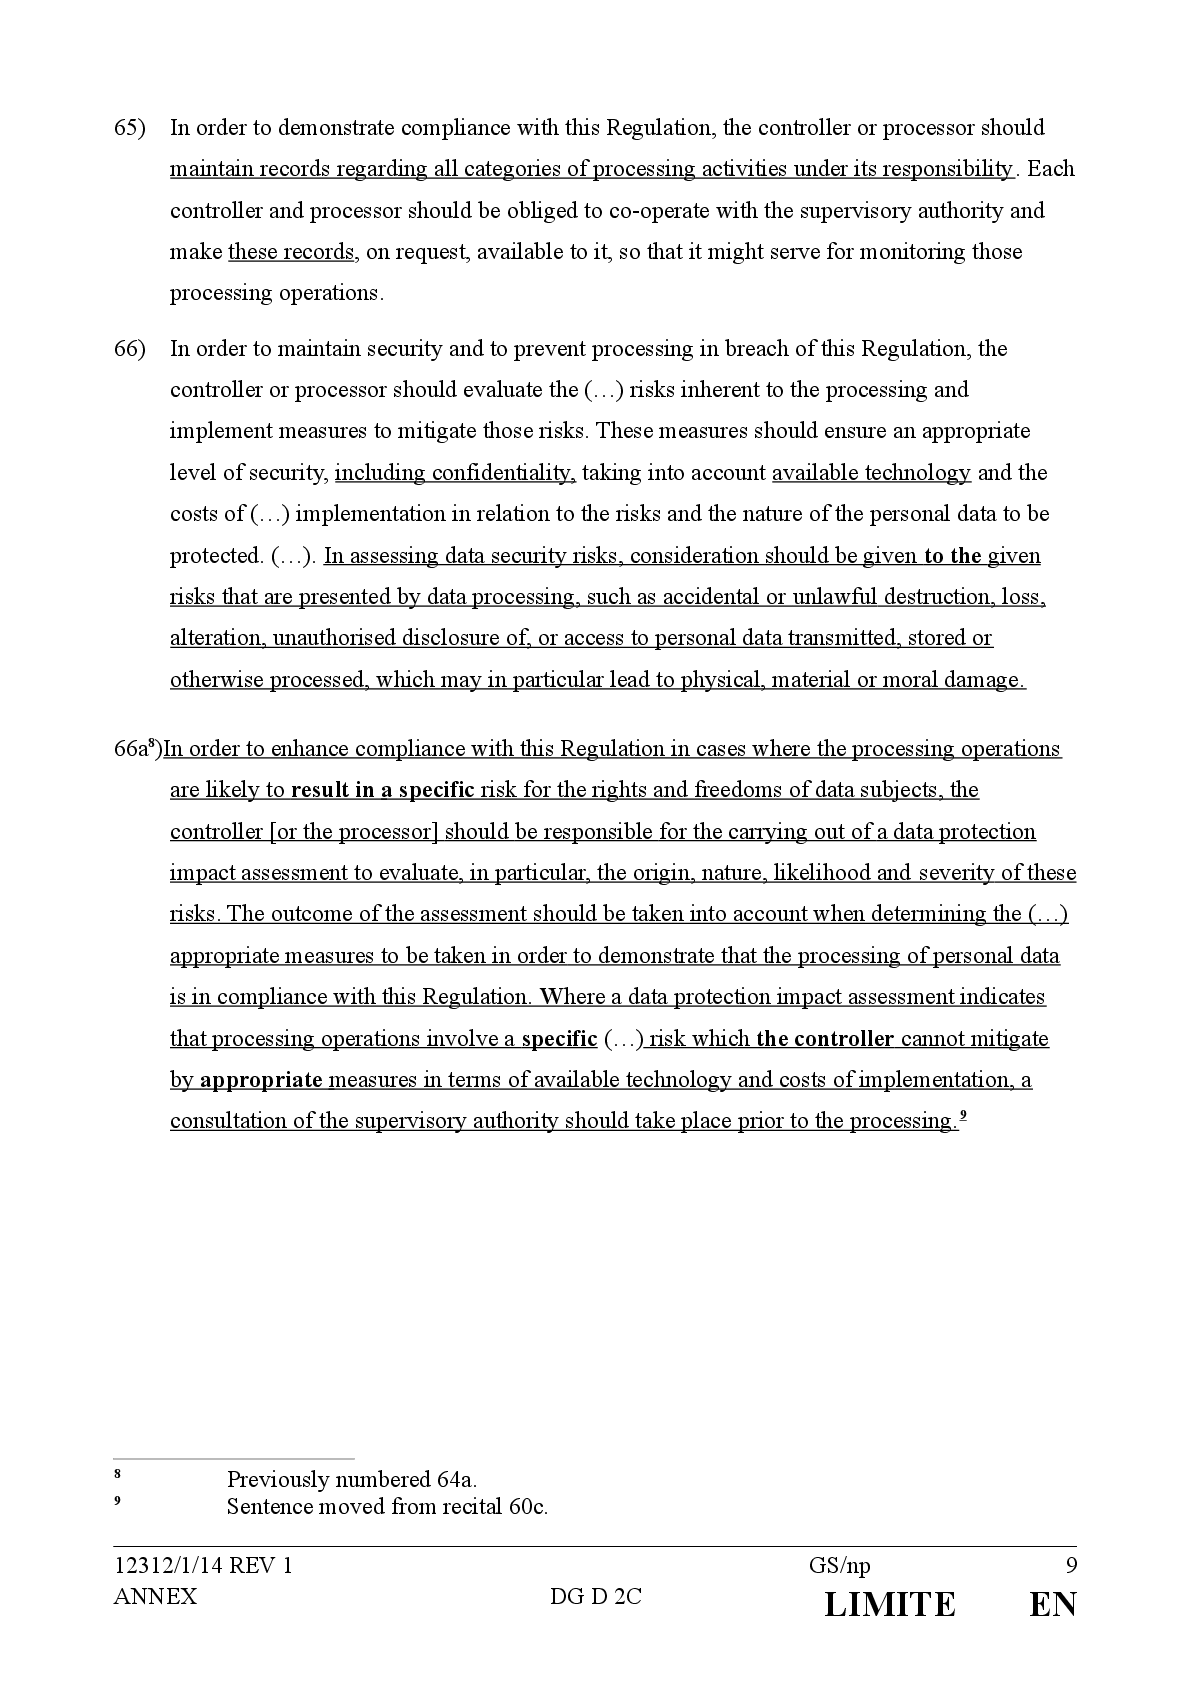 65) In order to demonstrate compliance with this Regulation, the controller or processor should
maintain records regarding all categories of processing activities under its responsibility. Each
controller and processor should be obliged to co-operate with the supervisory authority and
make these records, on request, available to it, so that it might serve for monitoring those
processing operations.
66) In order to maintain security and to prevent processing in breach of this Regulation, the
controller or processor should evaluate the (…) risks inherent to the processing and
implement measures to mitigate those risks. These measures should ensure an appropriate
level of security, including confidentiality, taking into account available technology and the
costs of (…) implementation in relation to the risks and the nature of the personal data to be
protected. (…). In assessing data security risks, consideration should be given to the given
risks that are presented by data processing, such as accidental or unlawful destruction, loss,
alteration, unauthorised disclosure of, or access to personal data transmitted, stored or
otherwise processed, which may in particular lead to physical, material or moral damage.
66a8)In order to enhance compliance with this Regulation in cases where the processing operations
are likely to result in a specific risk for the rights and freedoms of data subjects, the
controller [or the processor] should be responsible for the carrying out of a data protection
impact assessment to evaluate, in particular, the origin, nature, likelihood and severity of these
risks. The outcome of the assessment should be taken into account when determining the (…)
appropriate measures to be taken in order to demonstrate that the processing of personal data
is in compliance with this Regulation. Where a data protection impact assessment indicates
that processing operations involve a specific (…) risk which the controller cannot mitigate
by appropriate measures in terms of available technology and costs of implementation, a
consultation of the supervisory authority should take place prior to the processing.9
8 Previously numbered 64a.
9 Sentence moved from recital 60c.
12312/1/14 REV 1 GS/np 9
ANNEX DG D 2C LIMITE EN